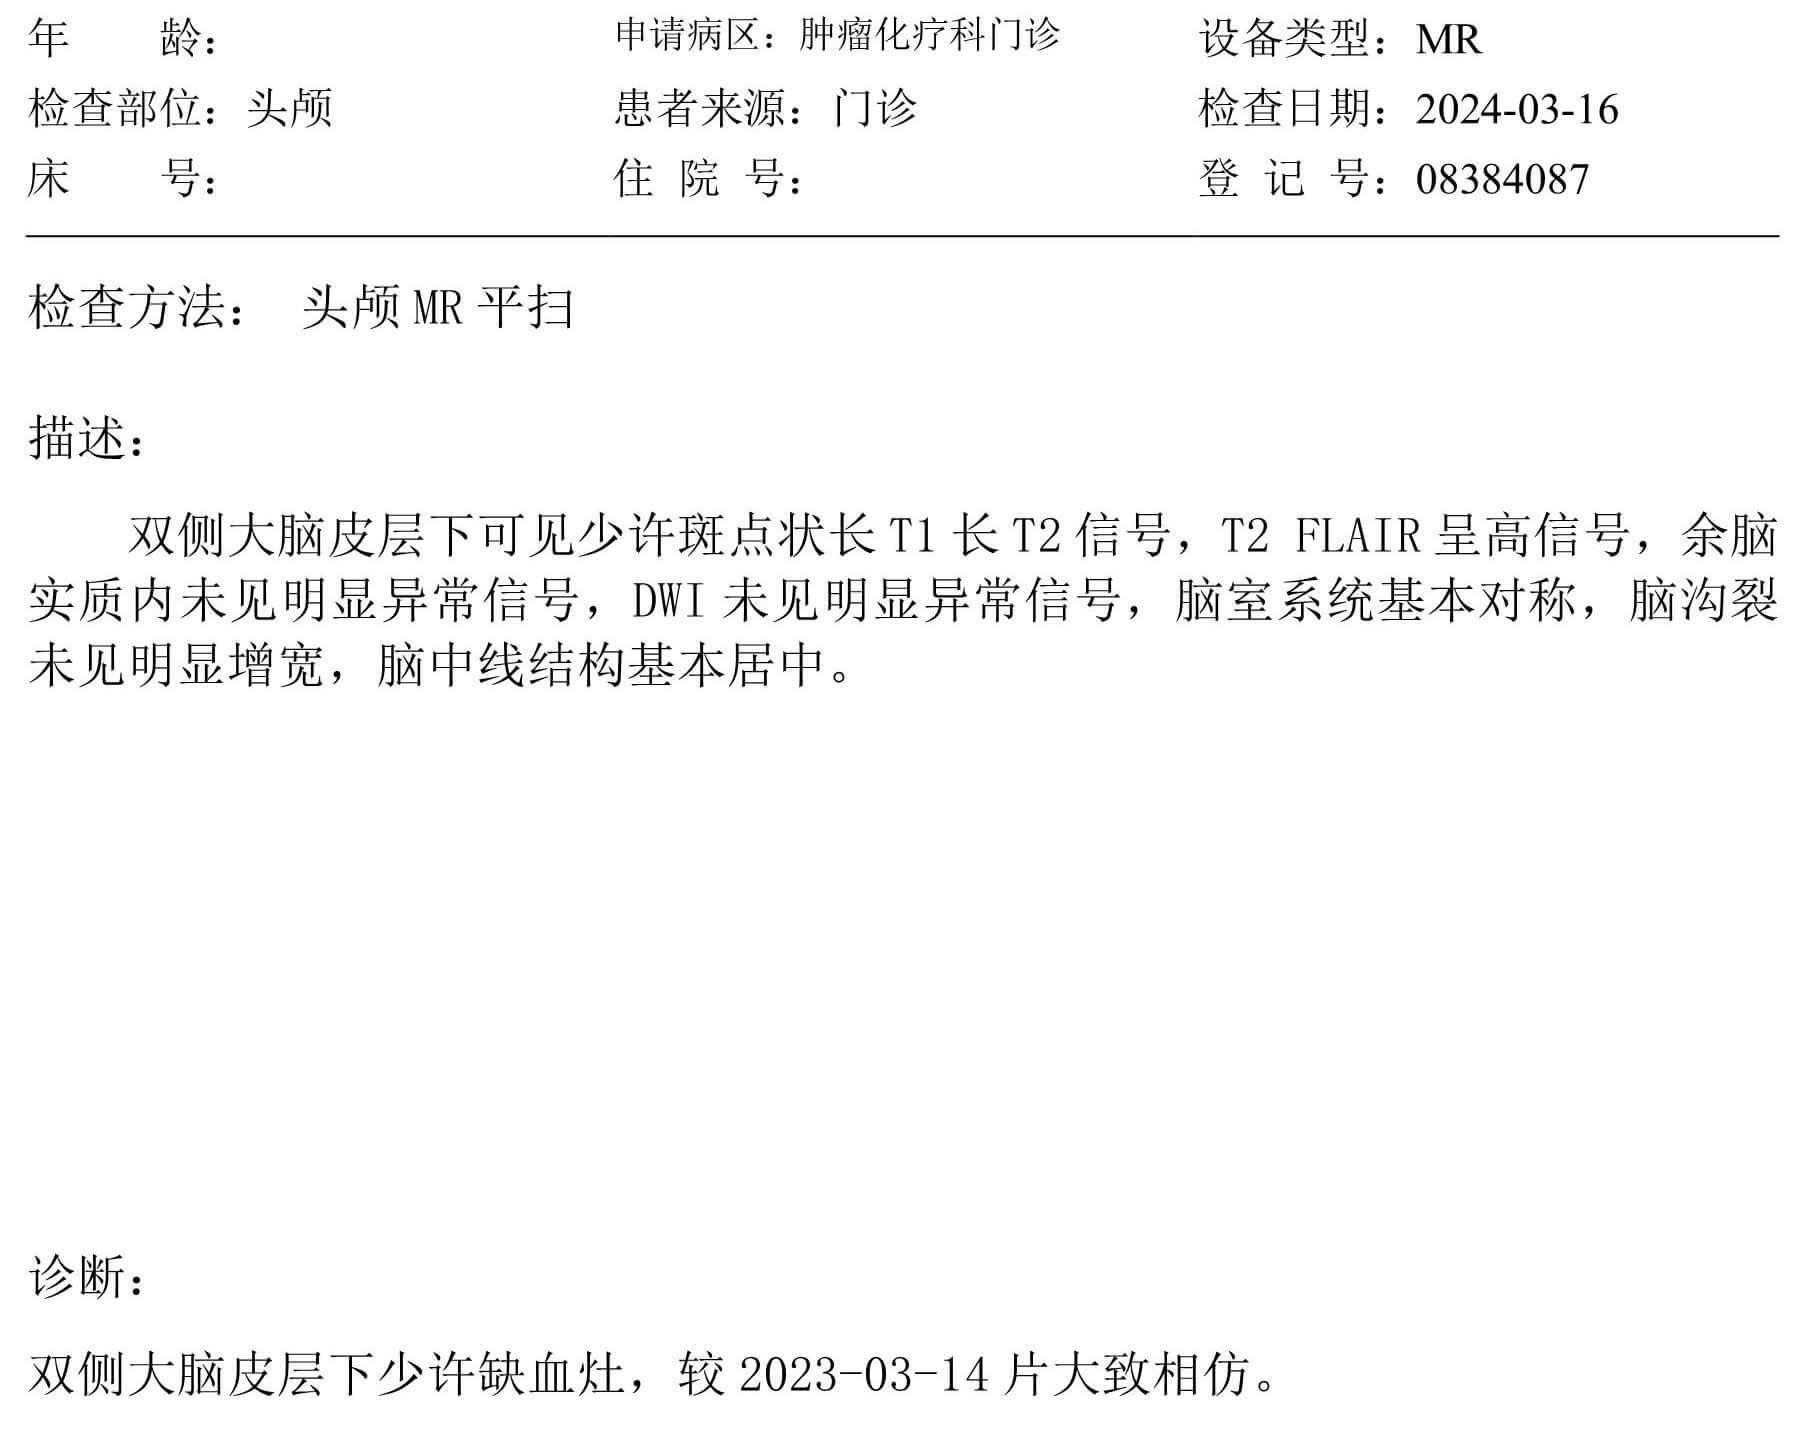 年 龄： 申请病区：肿瘤化疗科门诊 设备类型：MR
检查部位：头颅 患者来源：门诊 检查日期：2024-03-16
床 号： 住 院 号： 登 记 号：08384087
检查方法： 头颅 MR 平扫
描述：
双侧大脑皮层下可见少许斑点状长 T1 长 T2 信号，T2 FLAIR 呈高信号，余脑
实质内未见明显异常信号，DWI 未见明显异常信号，脑室系统基本对称，脑沟裂
未见明显增宽，脑中线结构基本居中。
诊断：
双侧大脑皮层下少许缺血灶，较 2023-03-14 片大致相仿。